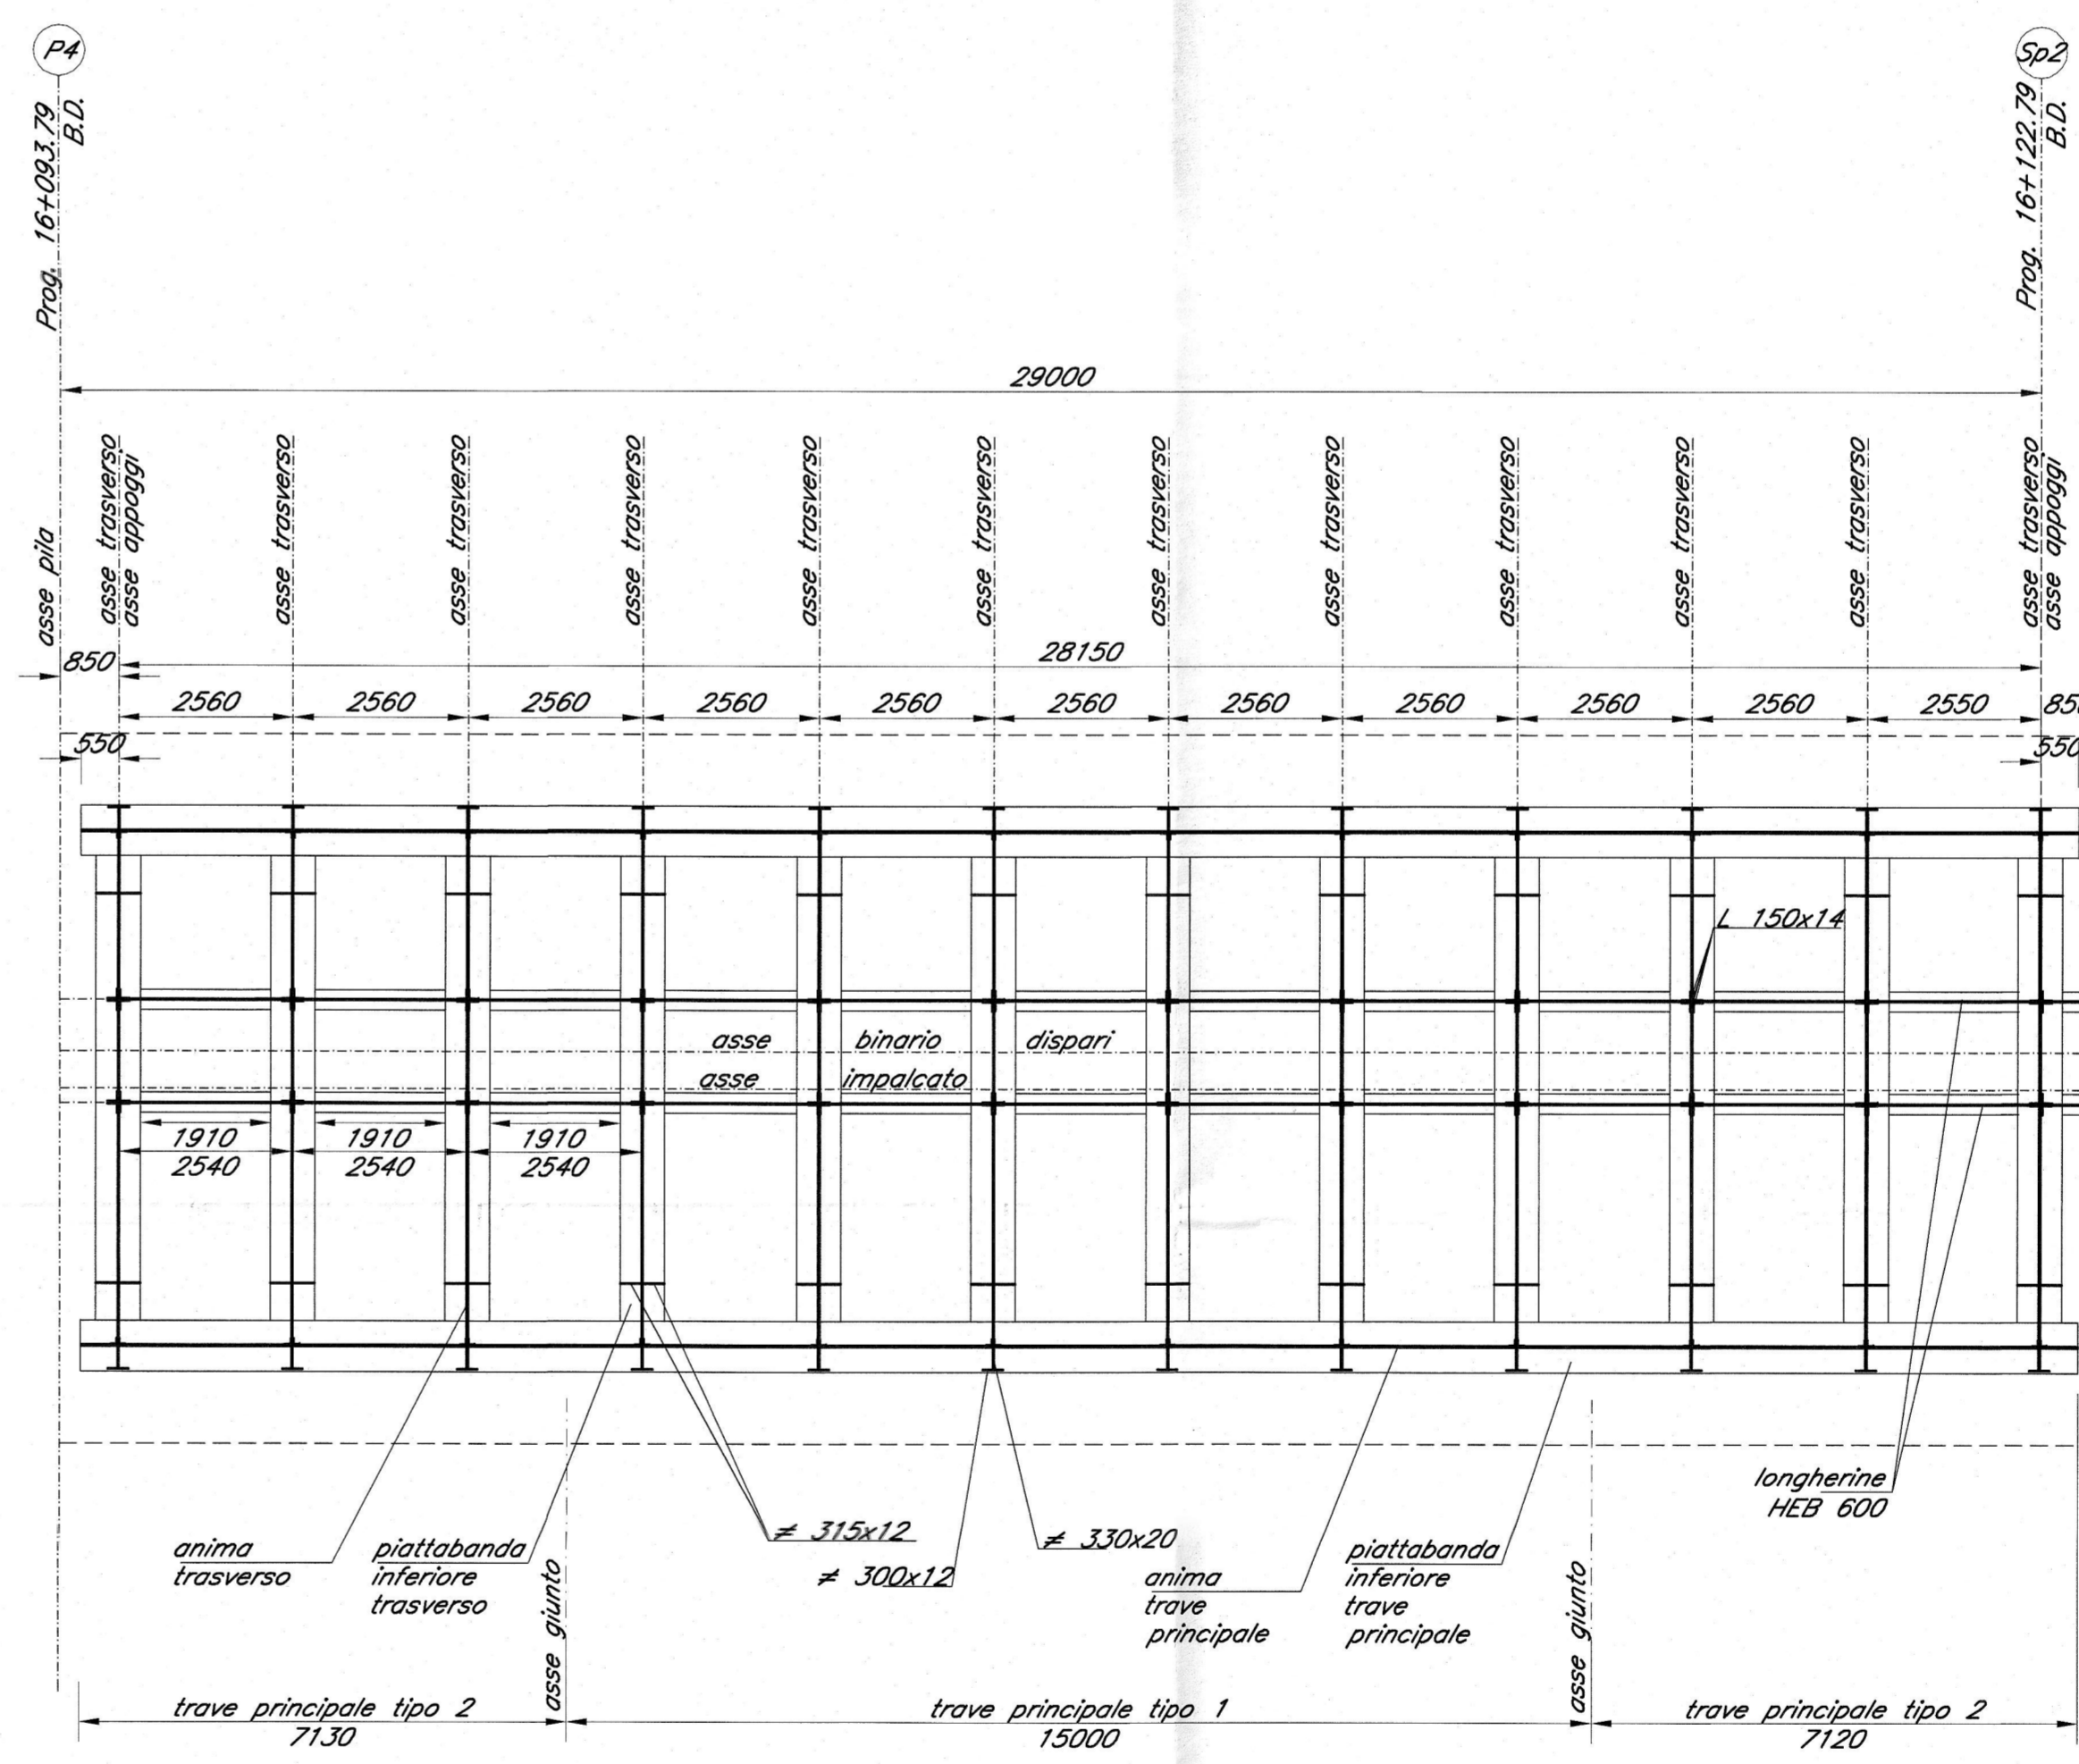 P4
Sp2
Prog. 16+093.79
B.D.
Prog. 16+122.79
B.D.
29000
asse pila
asse trasverso
asse appoggi
asse trasverso
asse trasverso
asse trasverso
asse trasverso
asse trasverso
asse trasverso
asse trasverso
asse trasverso
asse trasverso
asse trasverso
asse trasverso
asse appoggi
850
28150
2560
2560
2560
2560
2560
2560
2560
2560
2560
2560
2550
550
550
L 150x14
asse binario dispari
asse impalcato
1910
1910
1910
2540
2540
2540
longherine
HEB 600
anima
trasverso
piattabanda
inferiore
trasverso
≠ 315x12
≠ 300x12
≠ 330x20
anima
trave
principale
piattabanda
inferiore
trave
principale
asse giunto
asse giunto
trave principale tipo 2
7130
trave principale tipo 1
15000
trave principale tipo 2
7120